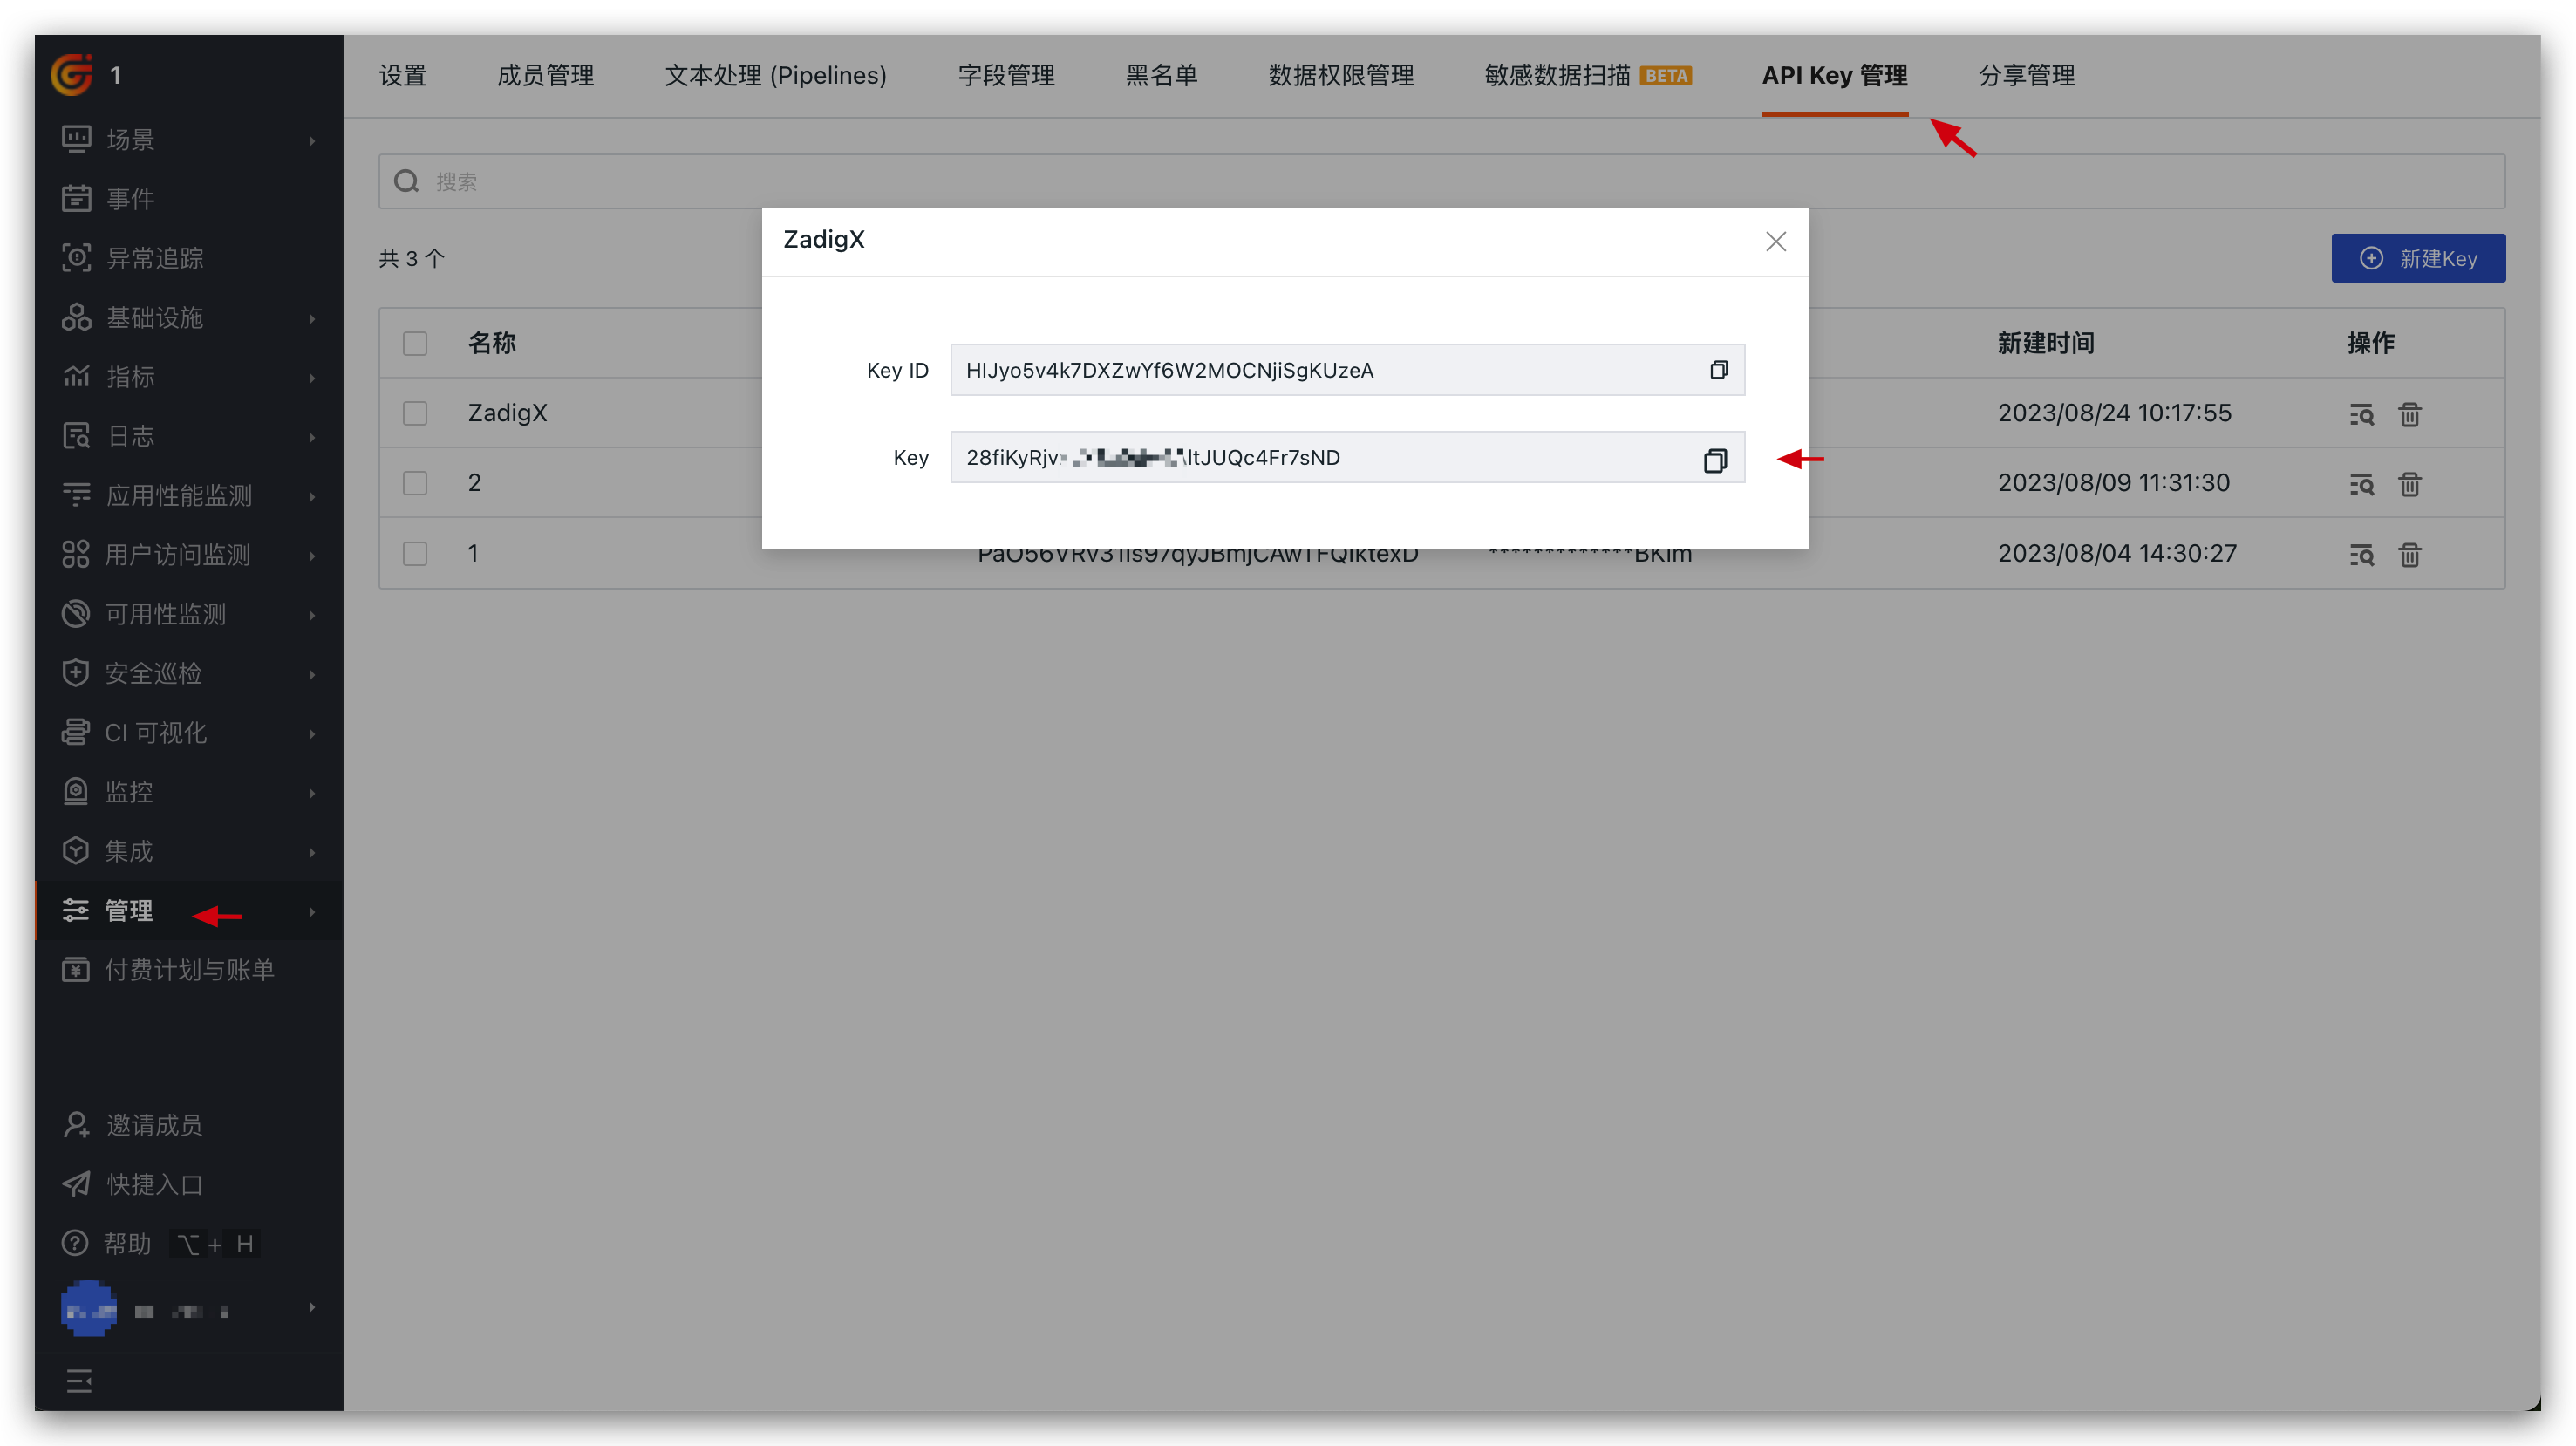 1
场景
事件
异常追踪
基础设施
指标
日志
应用性能监测
用户访问监测
可用性监测
安全巡检
CI 可视化
监控
集成
管理
付费计划与账单
邀请成员
快捷入口
帮助 ⌥ + H
设置 成员管理 文本处理 (Pipelines) 字段管理 黑名单 数据权限管理 敏感数据扫描 BETA API Key 管理 分享管理
搜索
共 3 个
新建Key
名称 新建时间 操作
ZadigX 2023/08/24 10:17:55
2 2023/08/09 11:31:30
1 2023/08/04 14:30:27
ZadigX
Key ID HIJyo5v4k7DXZwYf6W2MOCNjiSgKUzeA
Key 28fiKyRjv ItJUQc4Fr7sND